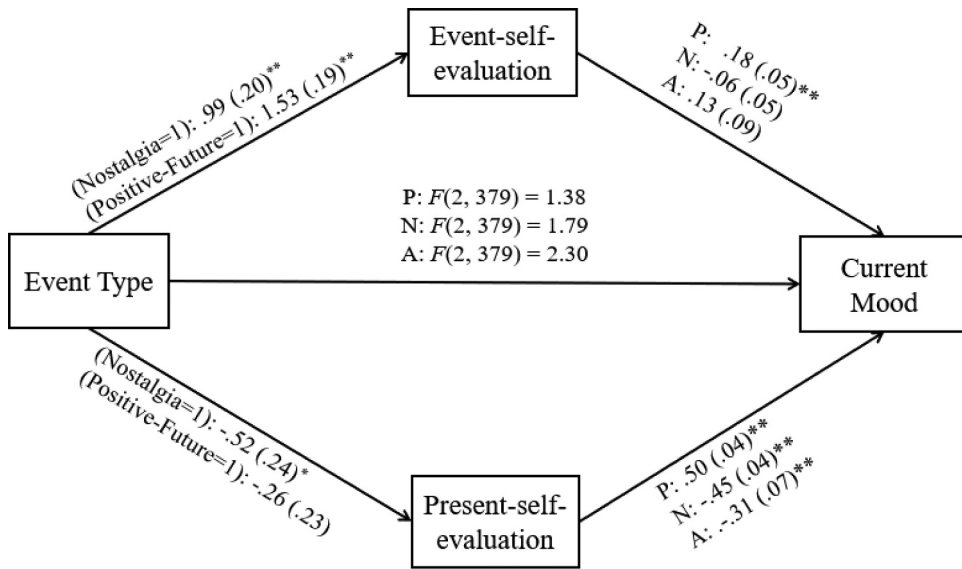 Event-self-
evaluation
P: .18 (.05)**
N: -.06 (.05)
A: .13 (.09)
(Nostalgia=1): .99 (.20)**
(Positive-Future=1): 1.53 (.19)**
P: F(2, 379) = 1.38
N: F(2, 379) = 1.79
A: F(2, 379) = 2.30
Event Type
Current
Mood
(Nostalgia=1): -.52 (.24)*
(Positive-Future=1): -.26 (.23)
P: .50 (.04)**
N: -.45 (.04)**
A: .-.31 (.07)**
Present-self-
evaluation